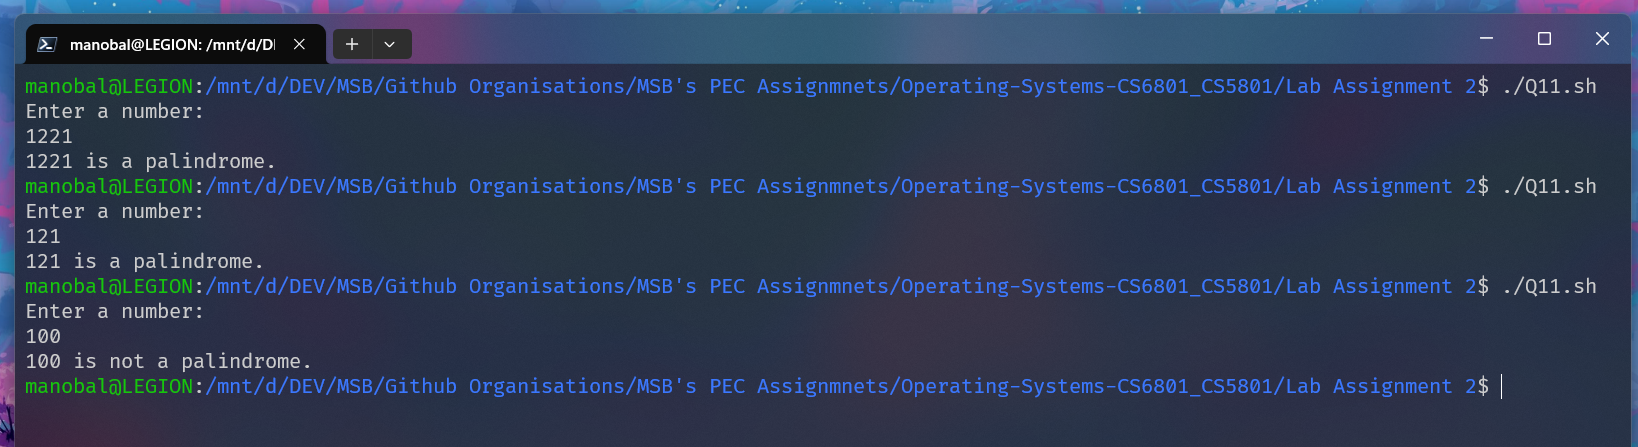 manobal@LEGION: /mnt/d/D
manobal@LEGION:/mnt/d/DEV/MSB/Github Organisations/MSB's PEC Assignmnets/Operating-Systems-CS6801_CS5801/Lab Assignment 2$ ./Q11.sh
Enter a number:
1221
1221 is a palindrome.
manobal@LEGION:/mnt/d/DEV/MSB/Github Organisations/MSB's PEC Assignmnets/Operating-Systems-CS6801_CS5801/Lab Assignment 2$ ./Q11.sh
Enter a number:
121
121 is a palindrome.
manobal@LEGION:/mnt/d/DEV/MSB/Github Organisations/MSB's PEC Assignmnets/Operating-Systems-CS6801_CS5801/Lab Assignment 2$ ./Q11.sh
Enter a number:
100
100 is not a palindrome.
manobal@LEGION:/mnt/d/DEV/MSB/Github Organisations/MSB's PEC Assignmnets/Operating-Systems-CS6801_CS5801/Lab Assignment 2$